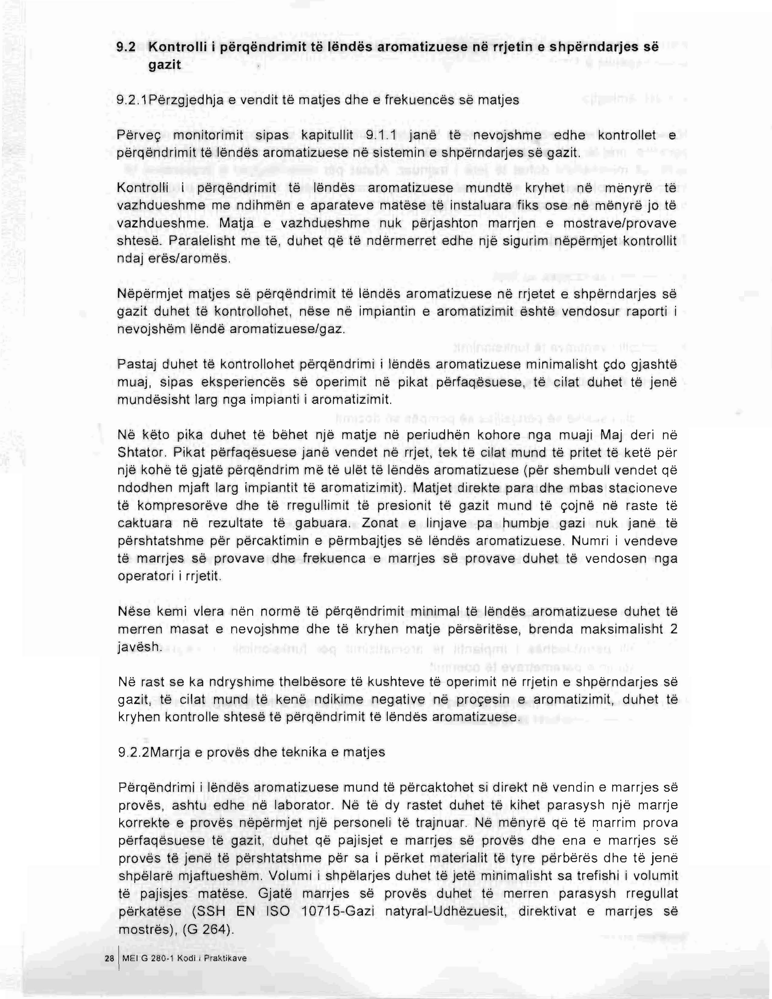 9.2 Kontrolli i përqëndrimit të lëndës aromatizuese në rrjetin e shpërndarjes së
gazit
9.2.1Përzgjedhja e vendit të matjes dhe e frekuencës së matjes
Përveç monitorimit sipas kapitullit 9.1.1 janë të nevojshme edhe kontrollet e
përqëndrimit të lëndës aromatizuese në sistemin e shpërndarjes së gazit.
Kontrolli i përqëndrimit të lëndës aromatizuese mundtë kryhet në mënyrë të
vazhdueshme me ndihmën e aparateve matëse të instaluara fiks ose në mënyrë jo të
vazhdueshme. Matja e vazhdueshme nuk përjashton marrjen e mostrave/provave
shtesë. Paralelisht me të, duhet që të ndërmerret edhe një sigurim nëpërmjet kontrollit
ndaj erës/aromës.
Nëpërmjet matjes së përqëndrimit të lëndës aromatizuese në rrjetet e shpërndarjes së
gazit duhet të kontrollohet, nëse në impiantin e aromatizimit është vendosur raporti i
nevojshëm lëndë aromatizuese/gaz.
Pastaj duhet të kontrollohet përqëndrimi i lëndës aromatizuese minimalisht çdo gjashtë
muaj, sipas eksperiencës së operimit në pikat përfaqësuese, të cilat duhet të jenë
mundësisht larg nga impianti i aromatizimit.
Në këto pika duhet të bëhet një matje në periudhën kohore nga muaji Maj deri në
Shtator. Pikat përfaqësuese janë vendet në rrjet, tek të cilat mund të pritet të ketë për
një kohë të gjatë përqëndrim më të ulët të lëndës aromatizuese (për shembull vendet që
ndodhen mjaft larg impiantit të aromatizimit). Matjet direkte para dhe mbas stacioneve
të kompresorëve dhe të rregullimit të presionit të gazit mund të çojnë në raste të
caktuara në rezultate të gabuara. Zonat e linjave pa humbje gazi nuk janë të
përshtatshme për përcaktimin e përmbajtjes së lëndës aromatizuese. Numri i vendeve
të marrjes së provave dhe frekuenca e marrjes së provave duhet të vendosen nga
operatori i rrjetit.
Nëse kemi vlera nën normë të përqëndrimit minimal të lëndës aromatizuese duhet të
merren masat e nevojshme dhe të kryhen matje përsëritëse, brenda maksimalisht 2
javësh.
Në rast se ka ndryshime thelbësore të kushteve të operimit në rrjetin e shpërndarjes së
gazit, të cilat mund të kenë ndikime negative në proçesin e aromatizimit, duhet të
kryhen kontrolle shtesë të përqëndrimit të lëndës aromatizuese.
9.2.2Marrja e provës dhe teknika e matjes
Përqëndrimi i lëndës aromatizuese mund të përcaktohet si direkt në vendin e marrjes së
provës, ashtu edhe në laborator. Në të dy rastet duhet të kihet parasysh një marrje
korrekte e provës nëpërmjet një personeli të trajnuar. Në mënyrë që të marrim prova
përfaqësuese të gazit, duhet që pajisjet e marrjes së provës dhe ena e marrjes së
provës të jenë të përshtatshme për sa i përket materialit të tyre përbërës dhe të jenë
shpëlarë mjaftueshëm. Volumi i shpëlarjes duhet të jetë minimalisht sa trefishi i volumit
të pajisjes matëse. Gjatë marrjes së provës duhet të merren parasysh rregullat
përkatëse (SSH EN ISO 10715-Gazi natyral-Udhëzuesit, direktivat e marrjes së
mostrës), (G 264).
28 MEI G 280-1 Kodi i Praktikave